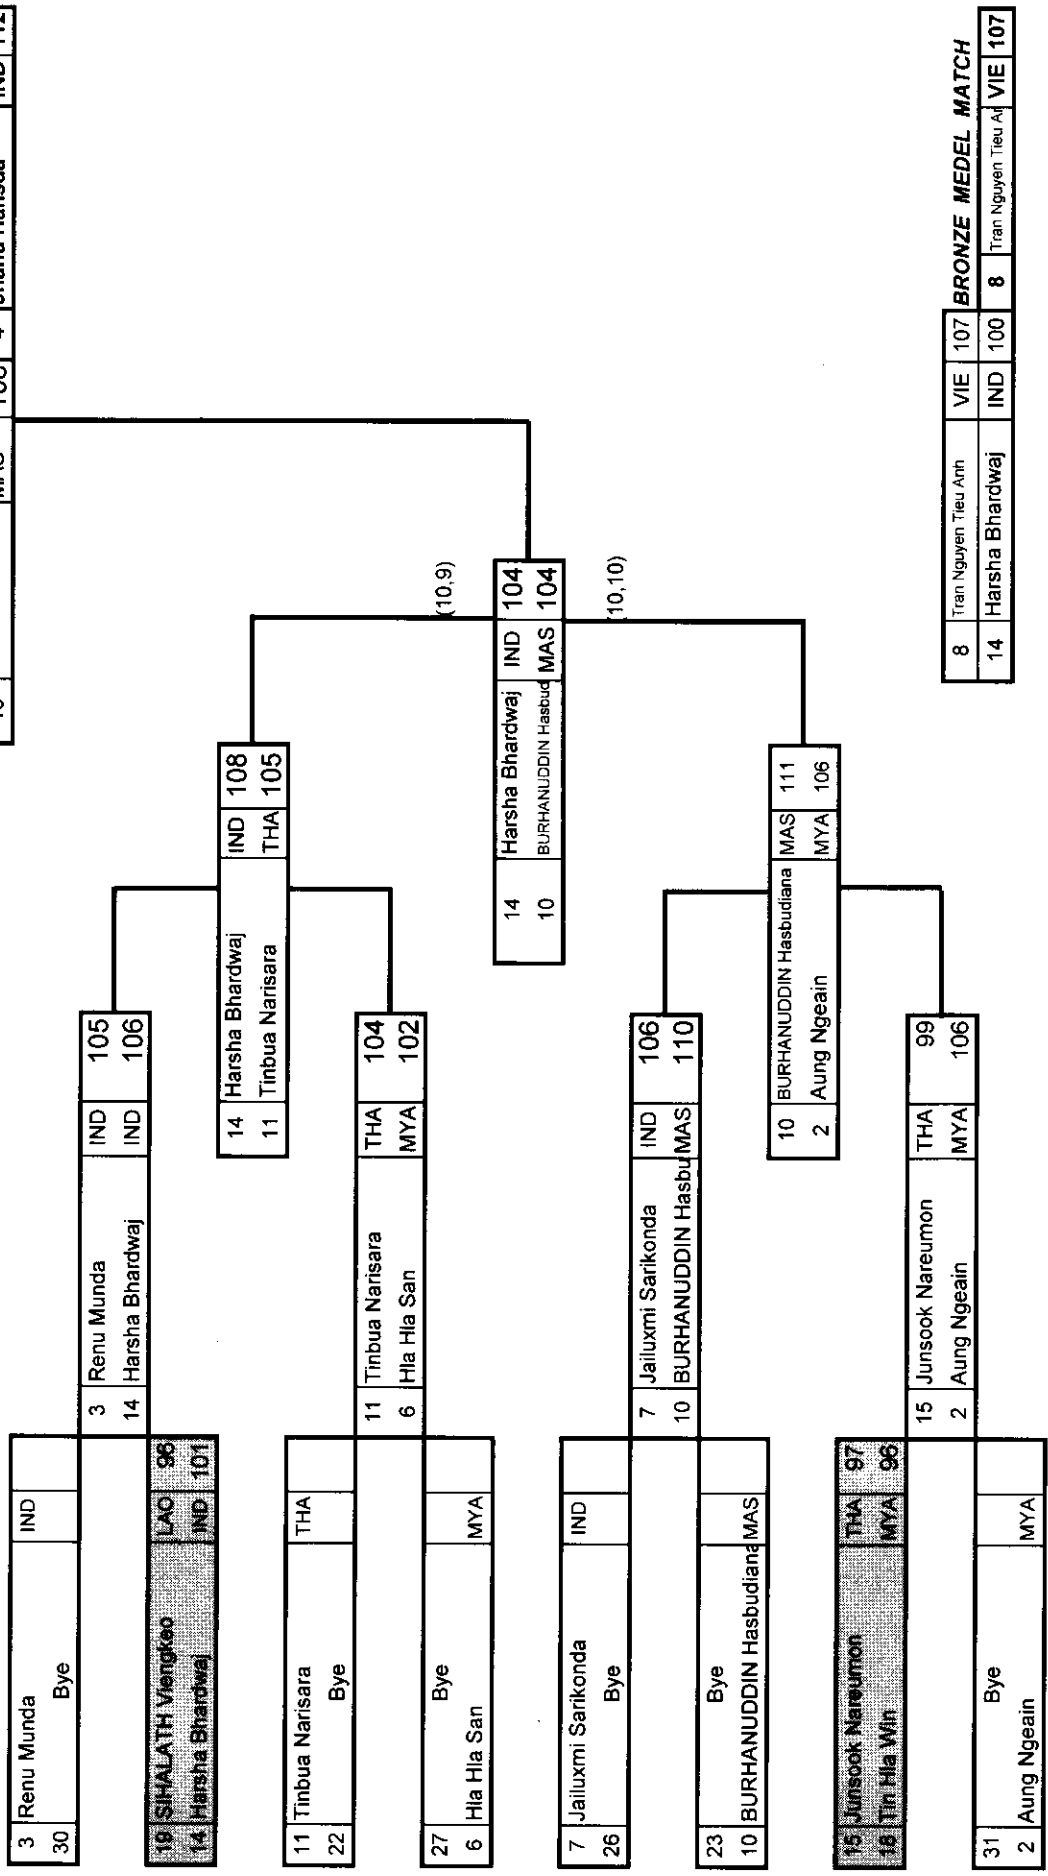 3 Renu Munda IND
30 Bye
19 SIHALATH Viengkeo LAO 96
14 Harsha Bhardwaj IND 101
11 Tinbua Narisara THA
22 Bye
27 Bye
6 Hla Hla San MYA
7 Jailuxmi Sarikonda IND
26 Bye
23 Bye
10 BURHANUDDIN Hasbudiana MAS
15 Junsook Nareumon THA 97
18 Tin Hla Win MYA 96
31 Bye
2 Aung Ngeain MYA
3 Renu Munda IND 105
14 Harsha Bhardwaj IND 106
11 Tinbua Narisara THA 104
6 Hla Hla San MYA 102
7 Jailuxmi Sarikonda IND 106
10 BURHANUDDIN Hasbu MAS 110
15 Junsook Nareumon THA 99
2 Aung Ngeain MYA 106
14 Harsha Bhardwaj IND 108
11 Tinbua Narisara THA 105
10 BURHANUDDIN Hasbudiana MAS 111
2 Aung Ngeain MYA 106
(10,9)
14 Harsha Bhardwaj IND 104
10 BURHANUDDIN Hasbud MAS 104
(10,10)
8 Tran Nguyen Tieu Anh VIE 107 BRONZE MEDEL MATCH
14 Harsha Bhardwaj IND 100 8 Tran Nguyen Tieu An VIE 107